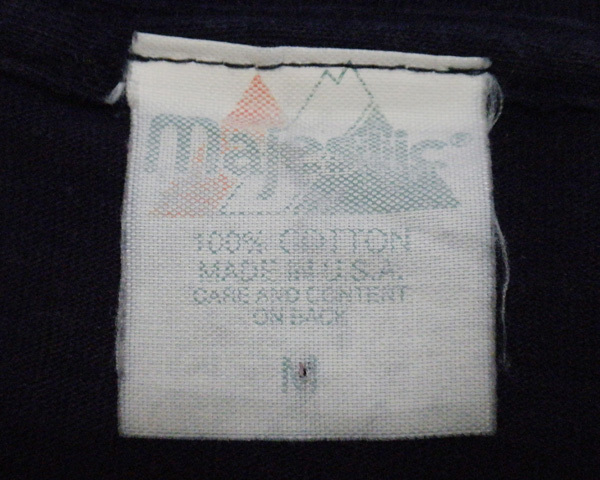 majestic®
100% COTTON
MADE IN U.S.A.
CARE AND CONTENT
ON BACK
M